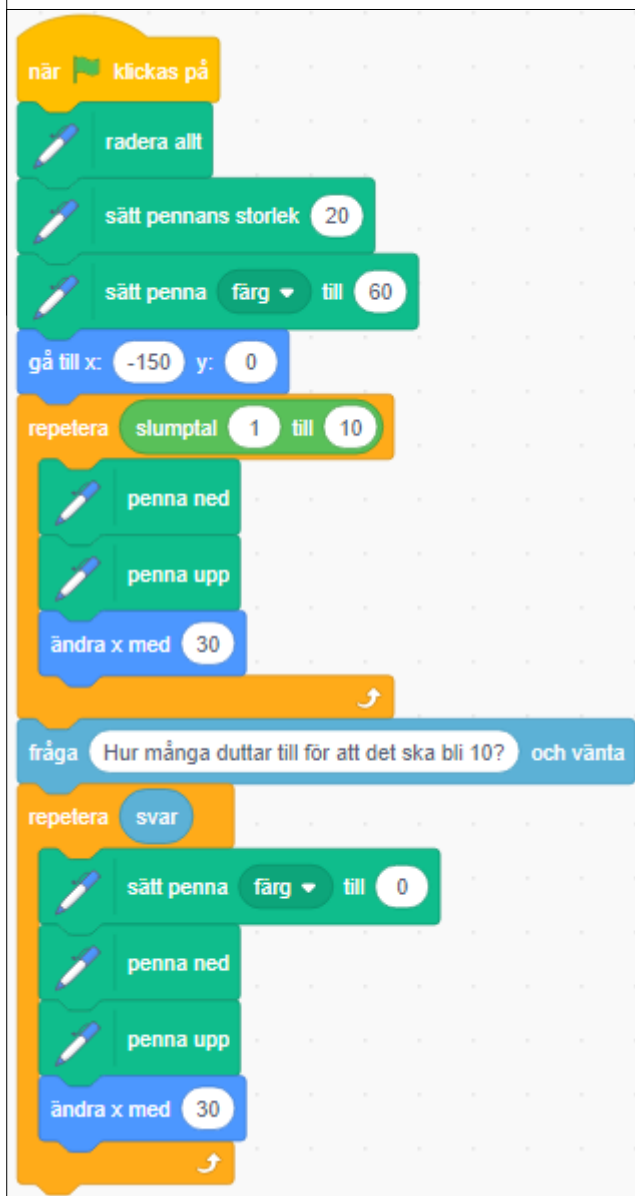 när klickas på
radera allt
sätt pennans storlek 20
sätt penna färg till 60
gå till x: -150 y: 0
repetera slumptal 1 till 10
penna ned
penna upp
ändra x med 30
fråga Hur många duttar till för att det ska bli 10? och vänta
repetera svar
sätt penna färg till 0
penna ned
penna upp
ändra x med 30